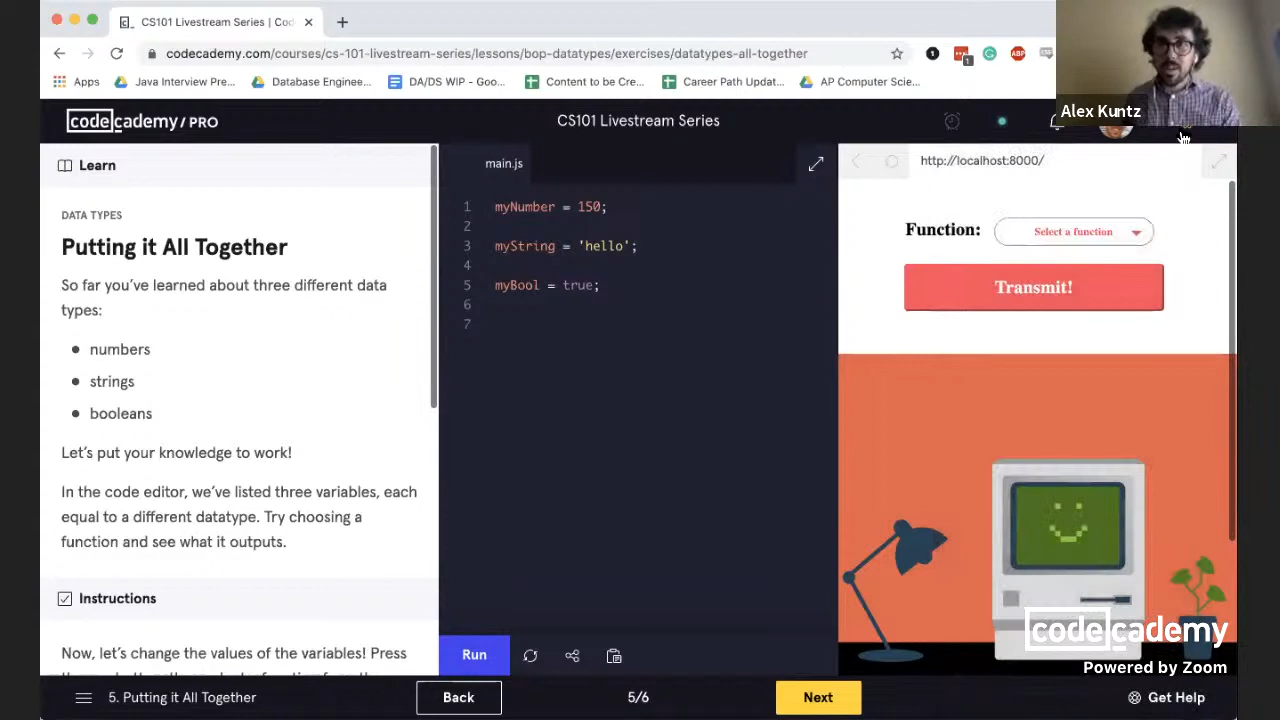 CS101 Livestream Series | Cod
codecademy.com/courses/cs-101-livestream-series/lessons/bop-datatypes/exercises/datatypes-all-together
1
1
ABP
Apps
Java Interview Pre...
Database Enginee...
DA/DS WIP - Goo...
Content to be Cre...
Career Path Updat...
AP Computer Scie...
Alex Kuntz
codecademy / PRO
CS101 Livestream Series
Learn
main.js
http://localhost:8000/
DATA TYPES
Putting it All Together
So far you've learned about three different data
types:
numbers
strings
booleans
Let's put your knowledge to work!
In the code editor, we've listed three variables, each
equal to a different datatype. Try choosing a
function and see what it outputs.
Instructions
Now, let's change the values of the variables! Press
1 myNumber = 150;
2
3 myString = 'hello';
4
5 myBool = true;
6
7
Function:
Select a function
Transmit!
codecademy
Powered by Zoom
Run
5. Putting it All Together
Back
5/6
Next
Get Help